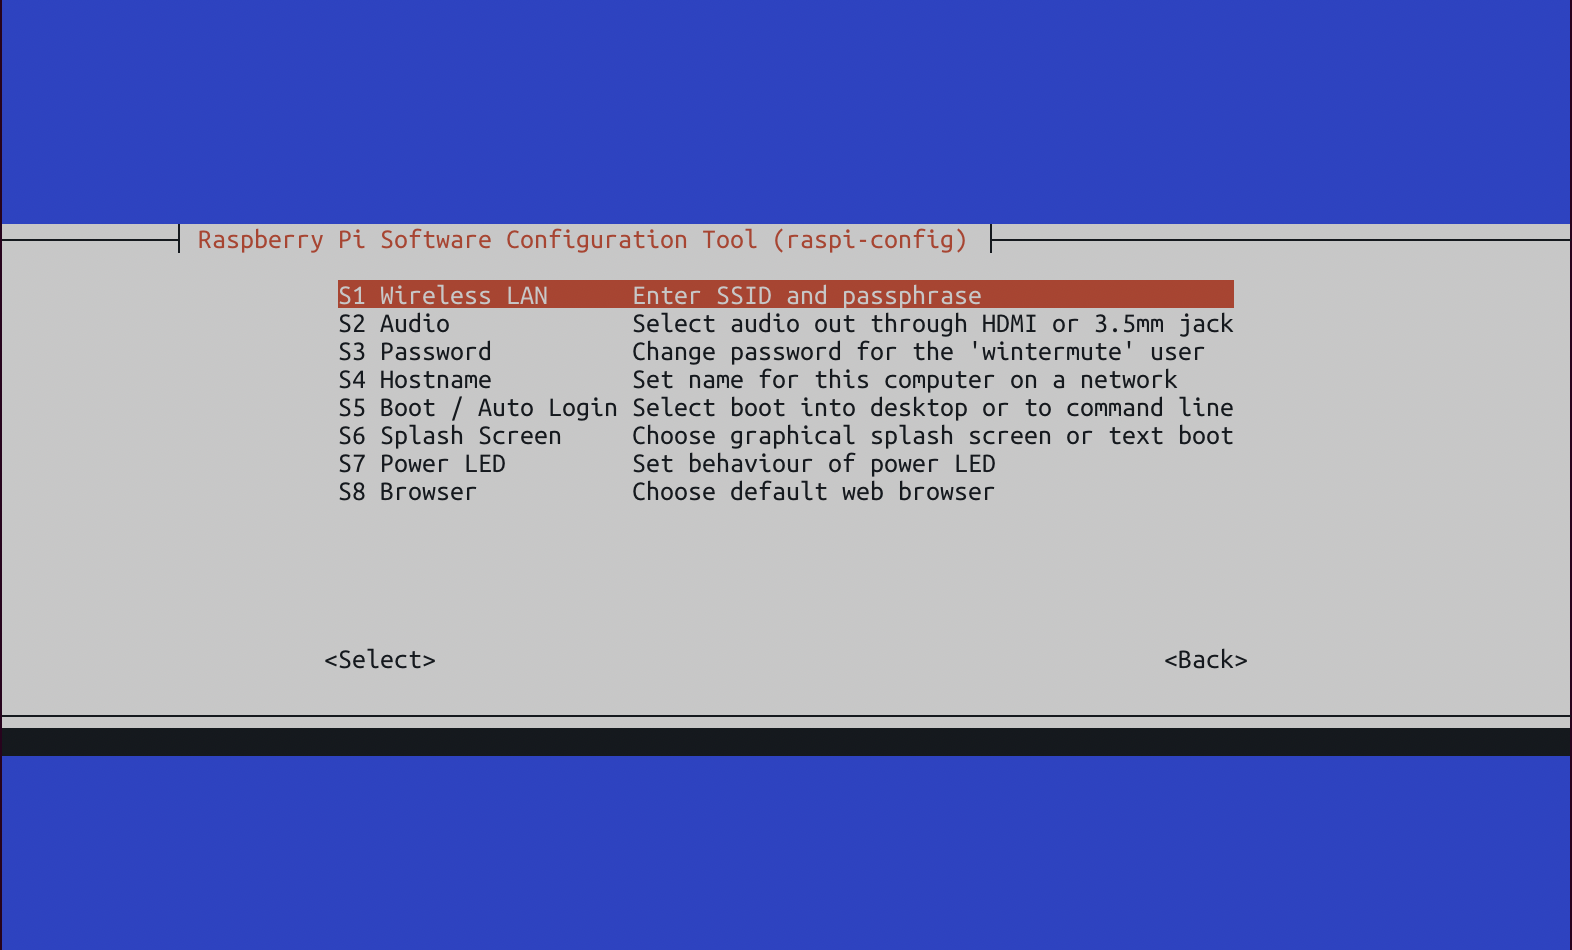 Raspberry Pi Software Configuration Tool (raspi-config)
S1 Wireless LAN Enter SSID and passphrase
S2 Audio Select audio out through HDMI or 3.5mm jack
S3 Password Change password for the 'wintermute' user
S4 Hostname Set name for this computer on a network
S5 Boot / Auto Login Select boot into desktop or to command line
S6 Splash Screen Choose graphical splash screen or text boot
S7 Power LED Set behaviour of power LED
S8 Browser Choose default web browser
<Select> <Back>